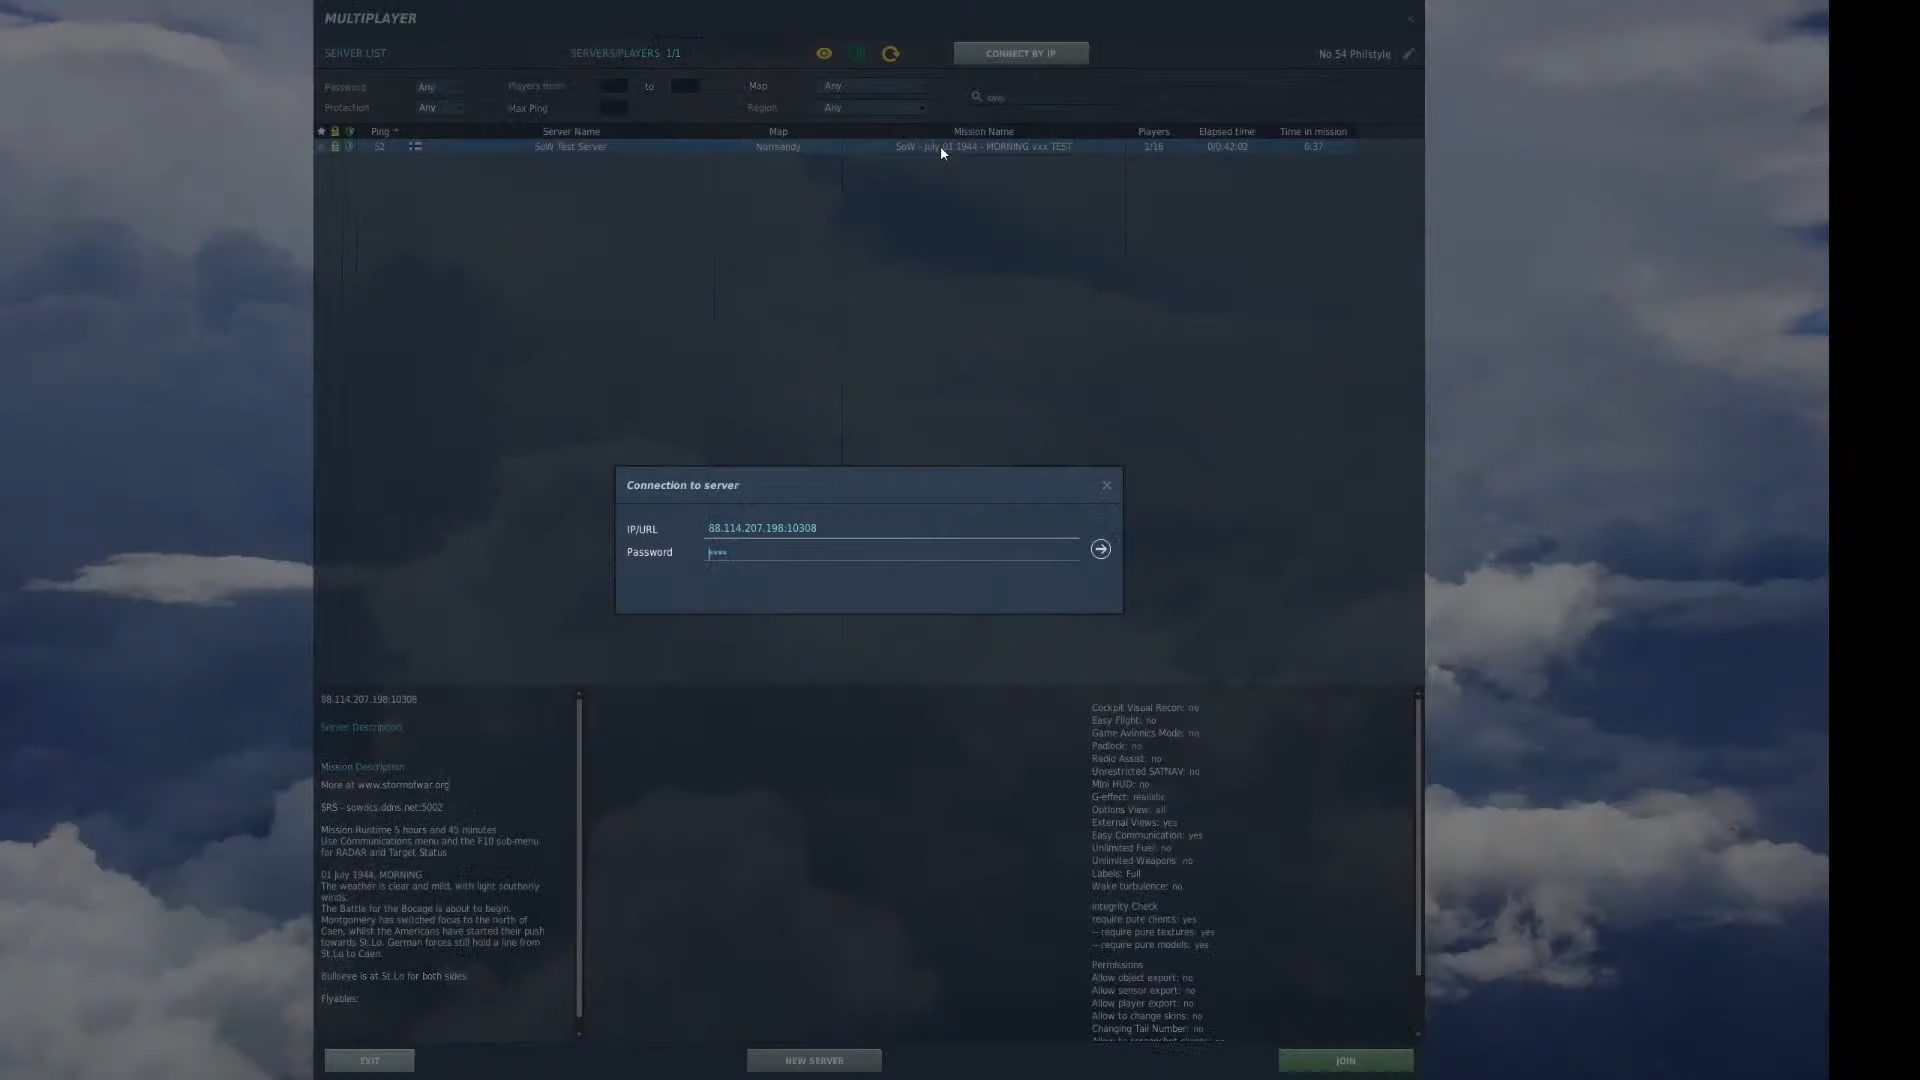 MULTIPLAYER
<
SERVER LIST
SERVERS/PLAYERS: 1/1
CONNECT BY IP
No.54 Philstyle
Password Any
Players from: to
Map Any
Protection Any
Max Ping
Region Any
Ping
Server Name
Map
Mission Name
Players
Elapsed time
Time in mission
52
SoW Test Server
Normandy
SoW - July 01 1944 - MORNING vxx TEST
1/16
0/0:42:02
6:37
Connection to server
IP/URL 88.114.207.198:10308
Password ****
88.114.207.198:10308
Server Description
Mission Description
More at www.stormofwar.org
SRS - sowdcs.ddns.net:5002
Mission Runtime 5 hours and 45 minutes
Use Communications menu and the F10 sub-menu
for RADAR and Target Status
01 July 1944, MORNING
The weather is clear and mild, with light southerly
winds.
The Battle for the Bocage is about to begin.
Montgomery has switched focus to the north of
Caen, whilst the Americans have started their push
towards St.Lo. German forces still hold a line from
St.Lo to Caen.
Bullseye is at St.Lo for both sides.
Flyables:
Cockpit Visual Recon: no
Easy Flight: no
Game Avionics Mode: no
Padlock: no
Radio Assist: no
Unrestricted SATNAV: no
Mini HUD: no
G-effect: realistic
Options View: all
External Views: yes
Easy Communication: yes
Unlimited Fuel: no
Unlimited Weapons: no
Labels: Full
Wake turbulence: no
Integrity Check
require pure clients: yes
-- require pure textures: yes
-- require pure models: yes
Permissions
Allow object export: no
Allow sensor export: no
Allow player export: no
Allow to change skins: no
Changing Tail Number: no
EXIT
NEW SERVER
JOIN